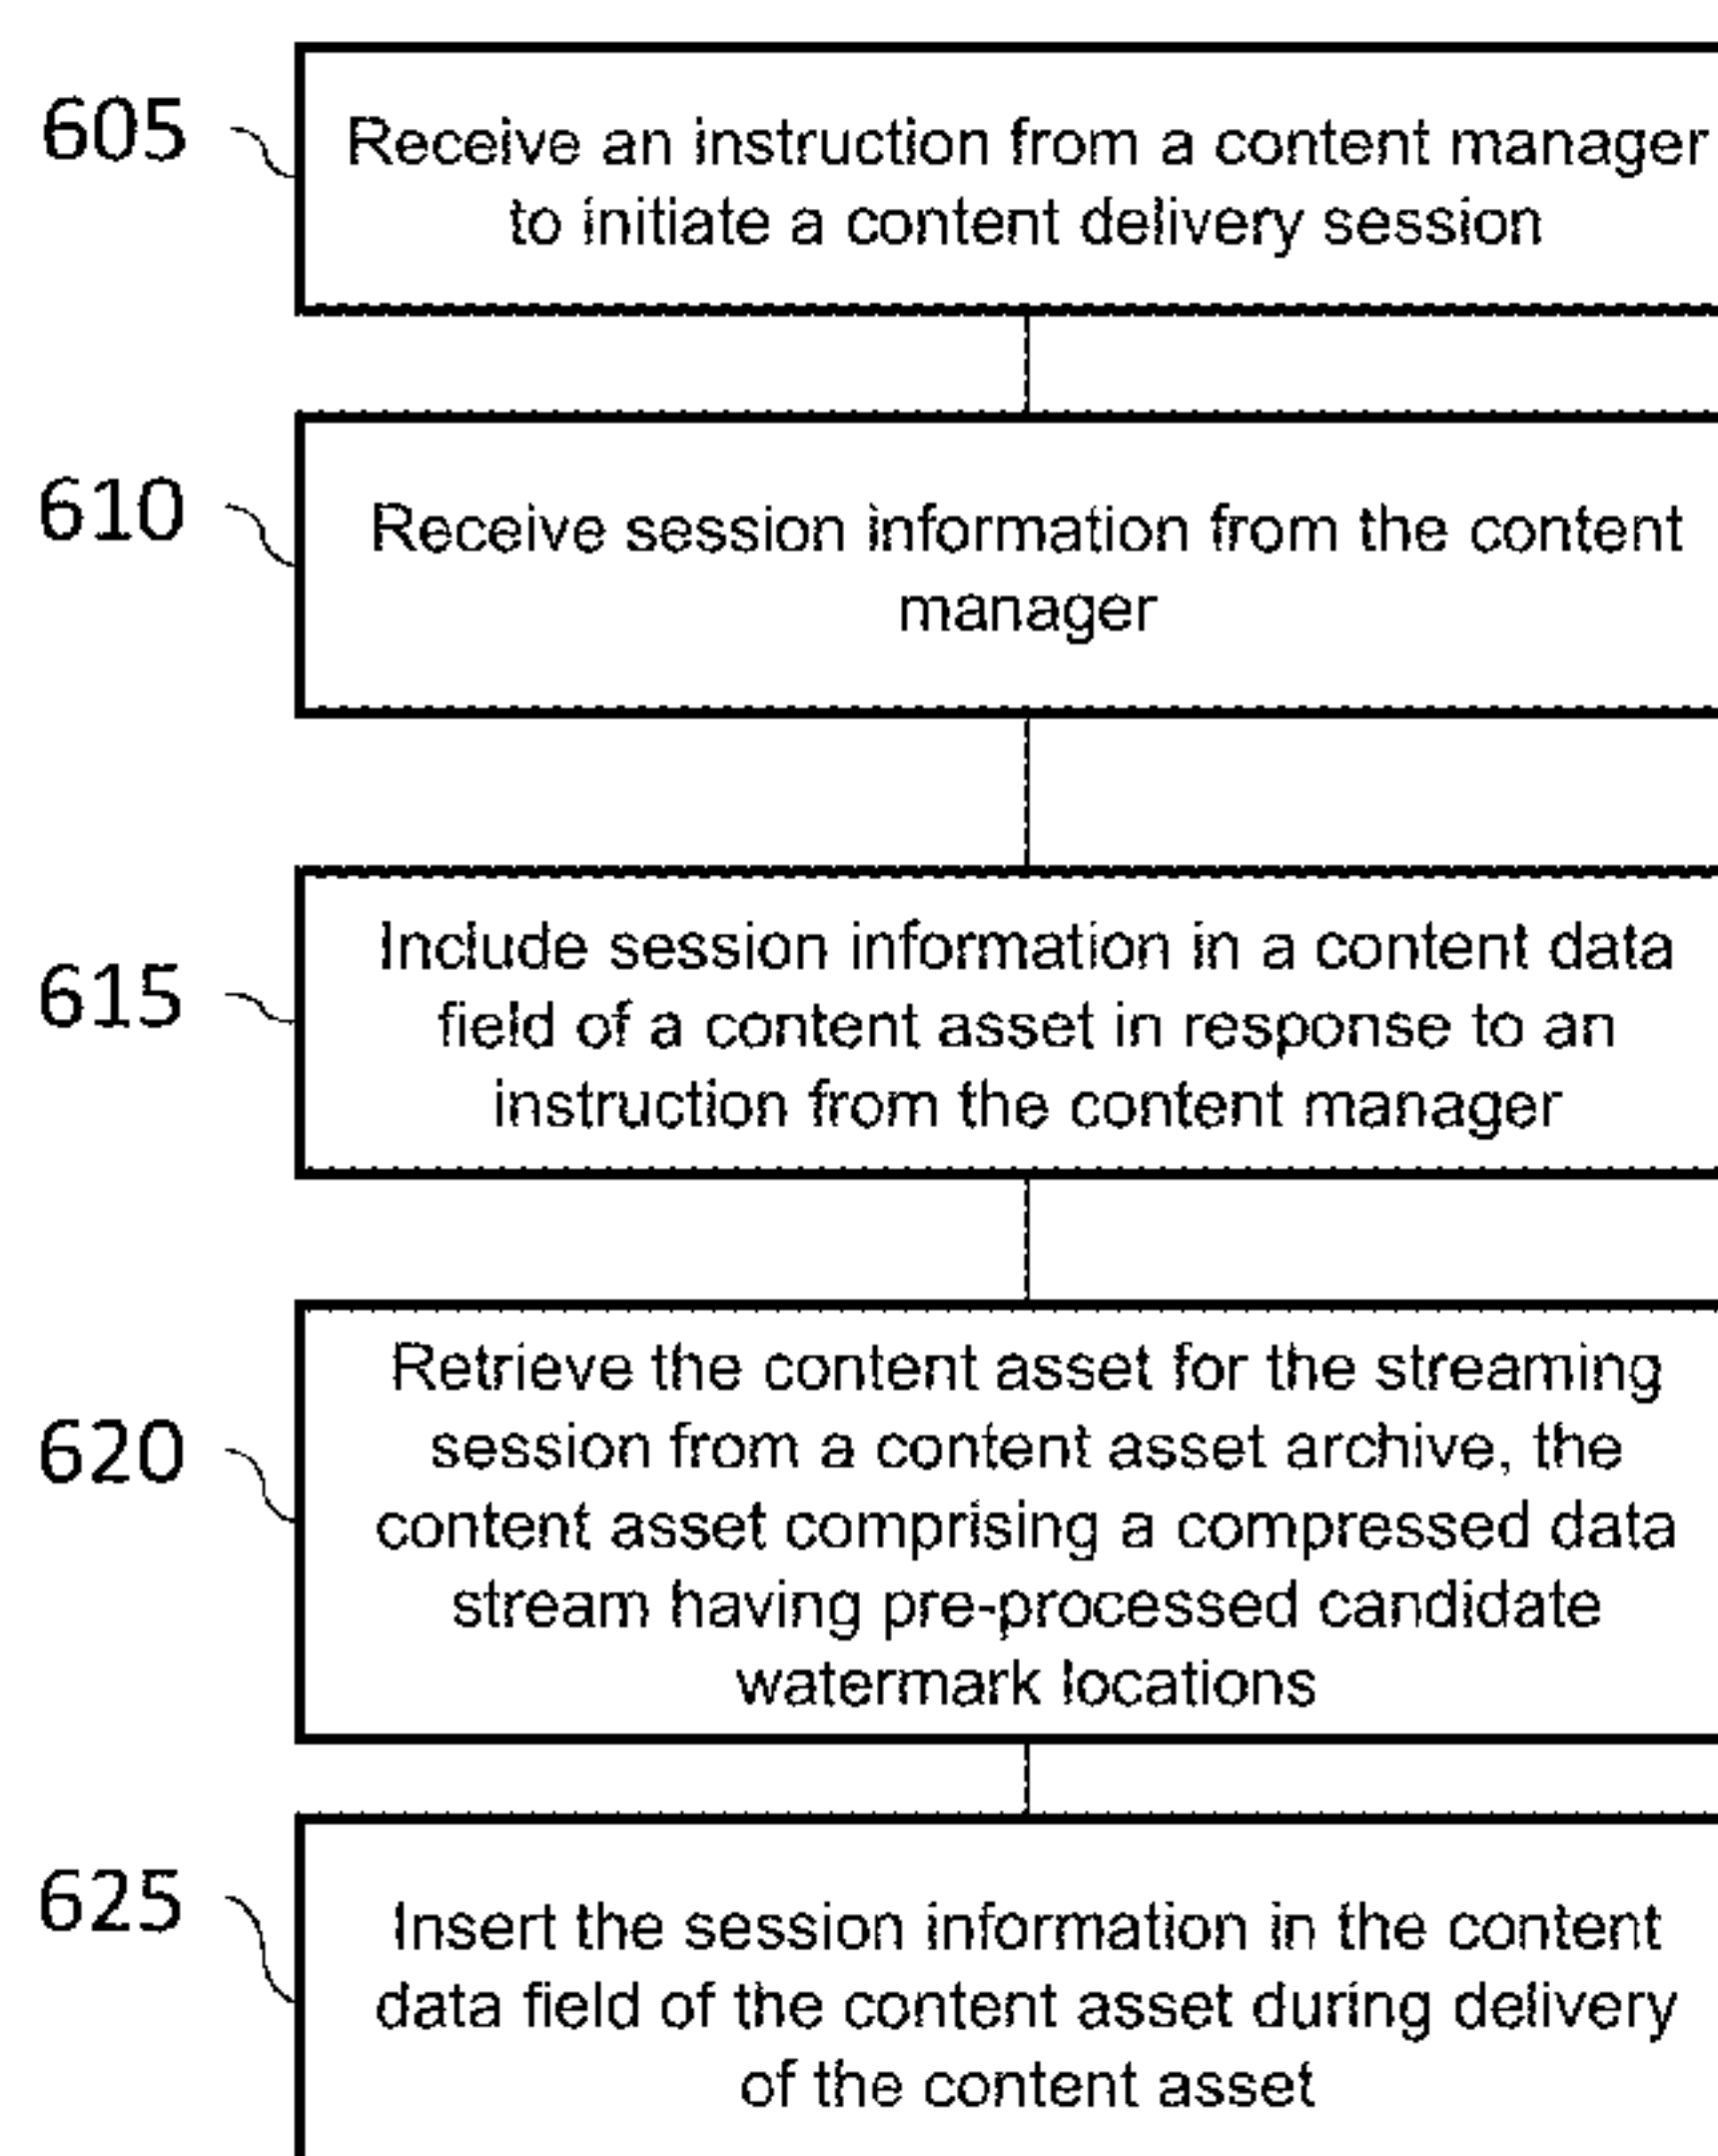 605
Receive an instruction from a content manager
to initiate a content delivery session
610
Receive session information from the content
manager
615
Include session information in a content data
field of a content asset in response to an
instruction from the content manager
620
Retrieve the content asset for the streaming
session from a content asset archive, the
content asset comprising a compressed data
stream having pre-processed candidate
watermark locations
625
Insert the session information in the content
data field of the content asset during delivery
of the content asset